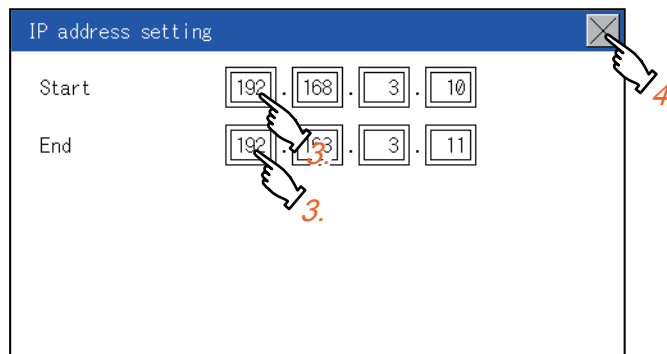 IP address setting
Start 192 . 168 . 3 . 10
4
End 192 . 168 . 3 . 11
3.
3.